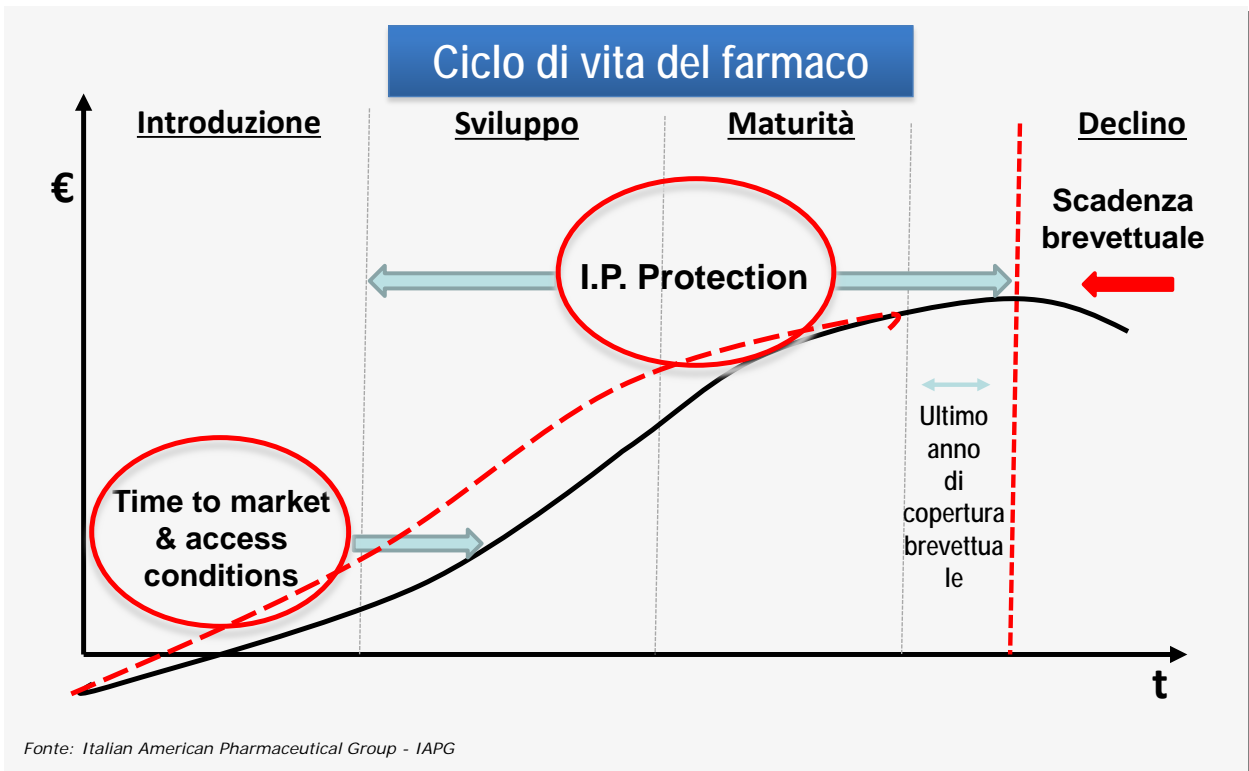 Ciclo di vita del farmaco
Introduzione
Sviluppo
Maturità
Declino
€
Scadenza
brevettuale
I.P. Protection
Ultimo
anno
di
copertura
brevettua
le
Time to market
& access
conditions
t
Fonte: Italian American Pharmaceutical Group - IAPG